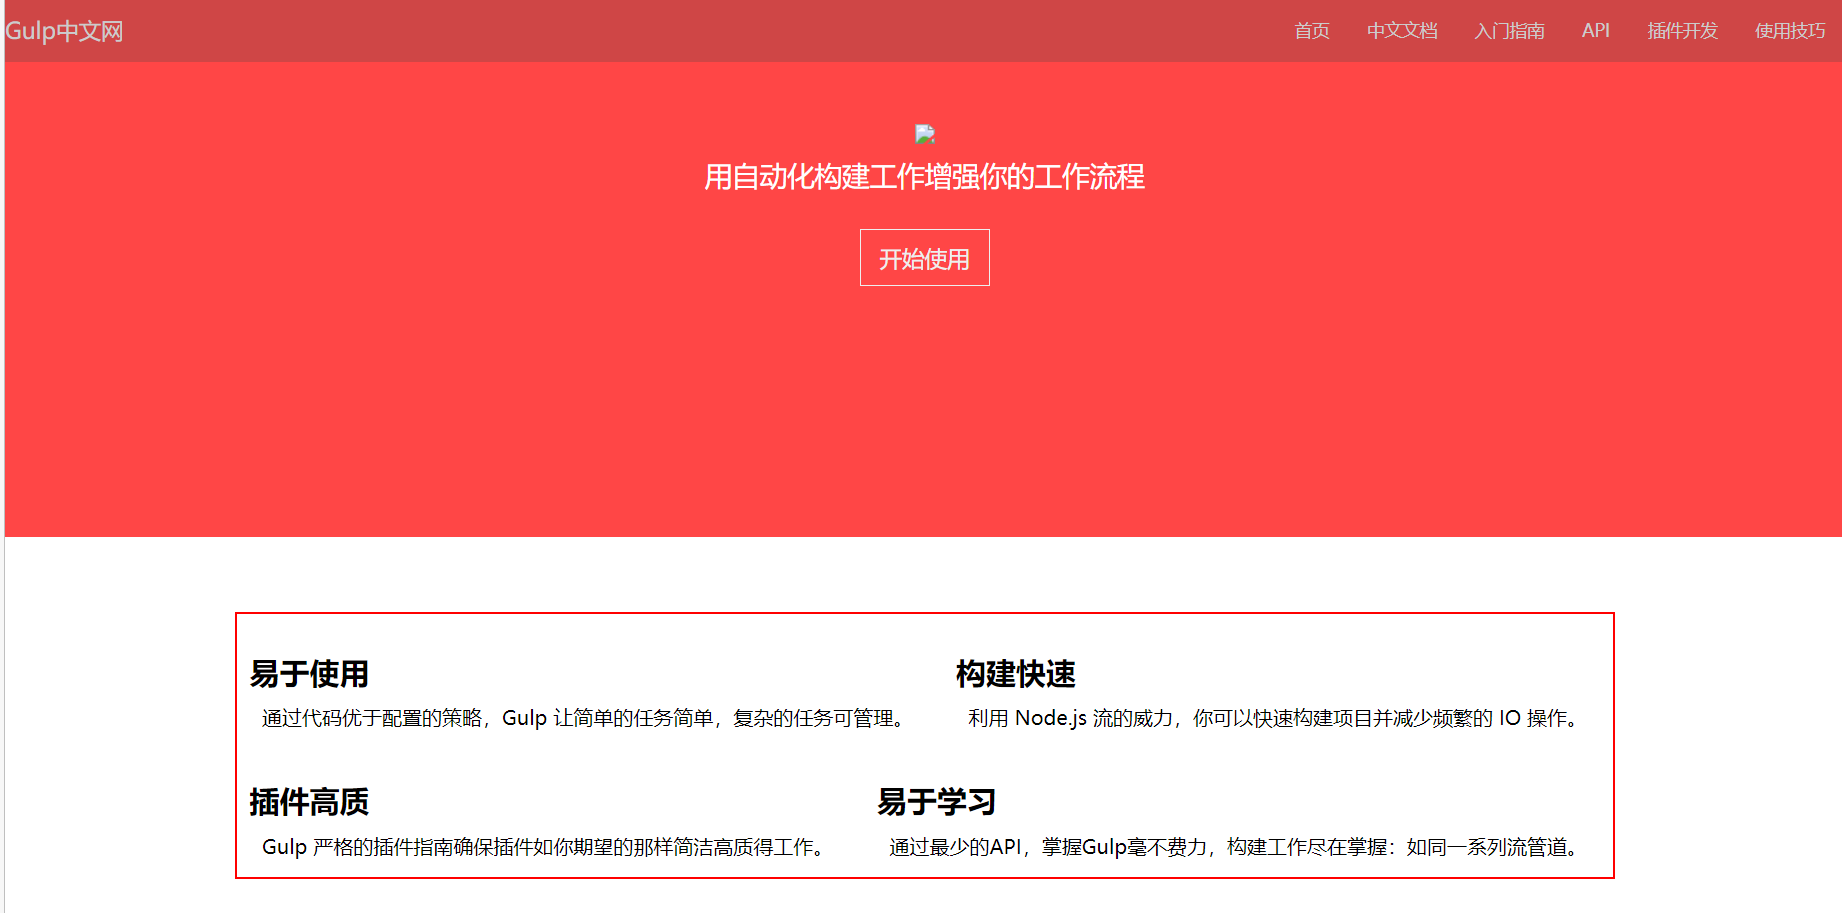 Gulp中文网 首页 中文文档 入门指南 API 插件开发 使用技巧
用自动化构建工作增强你的工作流程
开始使用
易于使用 构建快速
通过代码优于配置的策略，Gulp 让简单的任务简单，复杂的任务可管理。 利用 Node.js 流的威力，你可以快速构建项目并减少频繁的 IO 操作。
插件高质 易于学习
Gulp 严格的插件指南确保插件如你期望的那样简洁高质得工作。 通过最少的API，掌握Gulp毫不费力，构建工作尽在掌握：如同一系列流管道。